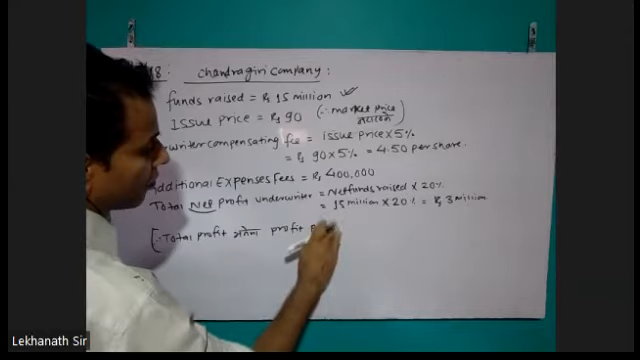 18: Chandragiri Company:
funds raised = Rs 15 million
Issue price = Rs 90 (∵ market price
writer compensating fee = issue price × 5%
= Rs 90 × 5% = 4.50 per share.
Additional Expenses Fees = Rs 400,000
Total Net profit underwriter = Net funds raised × 20%
= 15 million × 20% = Rs 3 million
[∵ Total profit profit
Lekhanath Sir